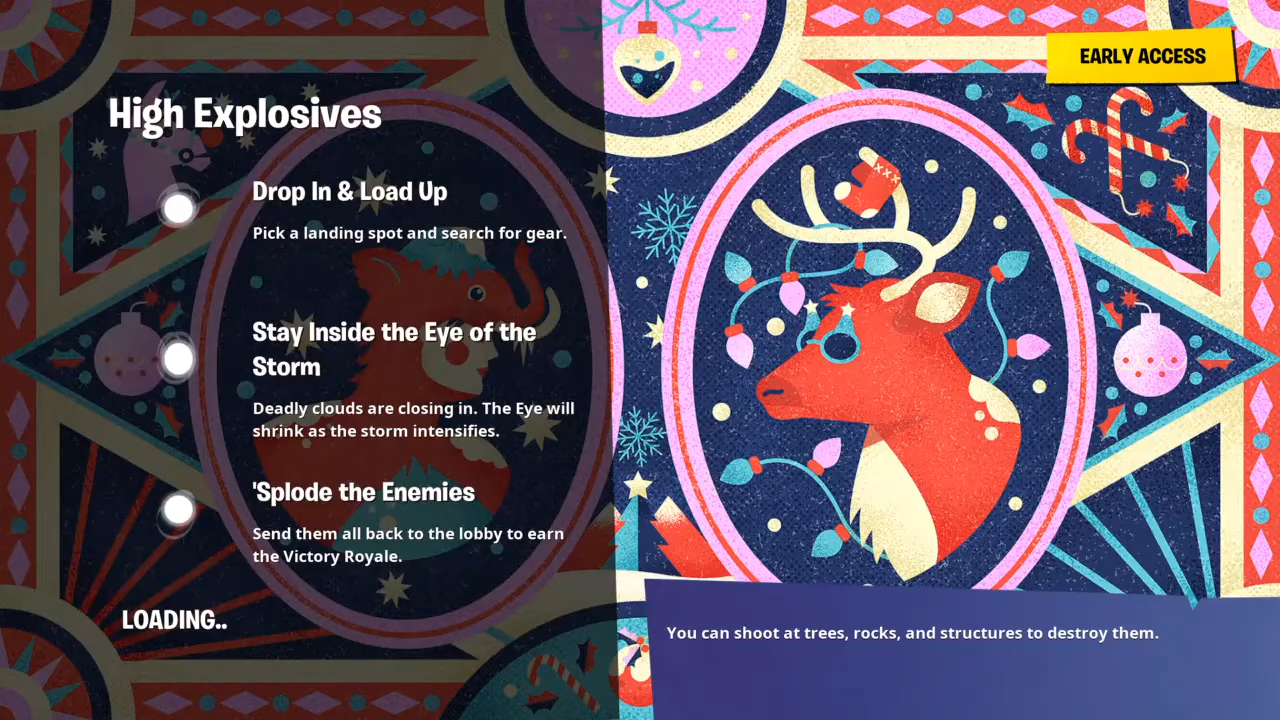 EARLY ACCESS
High Explosives
Drop In & Load Up
Pick a landing spot and search for gear.
Stay Inside the Eye of the
Storm
Deadly clouds are closing in. The Eye will
shrink as the storm intensifies.
'Splode the Enemies
Send them all back to the lobby to earn
the Victory Royale.
LOADING..
You can shoot at trees, rocks, and structures to destroy them.